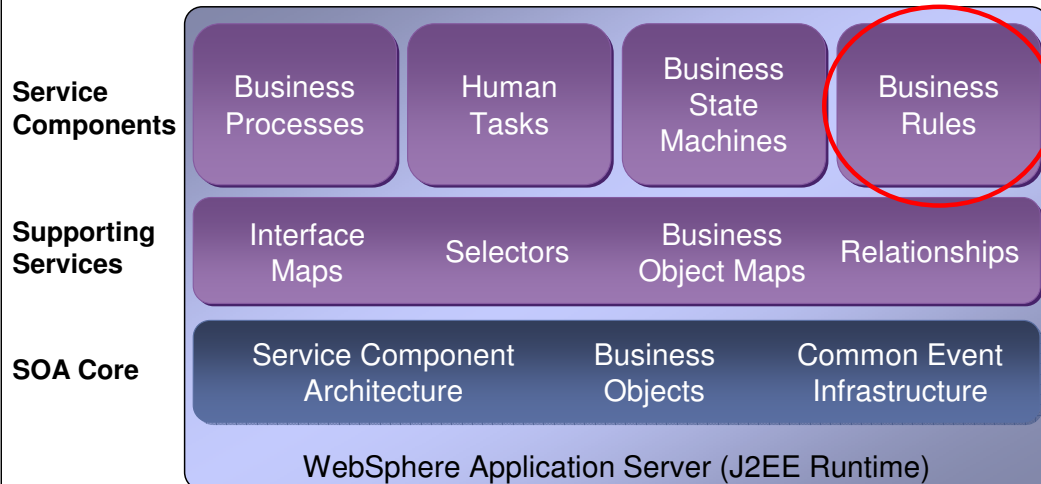 Service
Components
Business
Processes
Human
Tasks
Business
State
Machines
Business
Rules
Supporting
Services
Interface
Maps
Selectors
Business
Object Maps
Relationships
SOA Core
Service Component
Architecture
Business
Objects
Common Event
Infrastructure
WebSphere Application Server (J2EE Runtime)